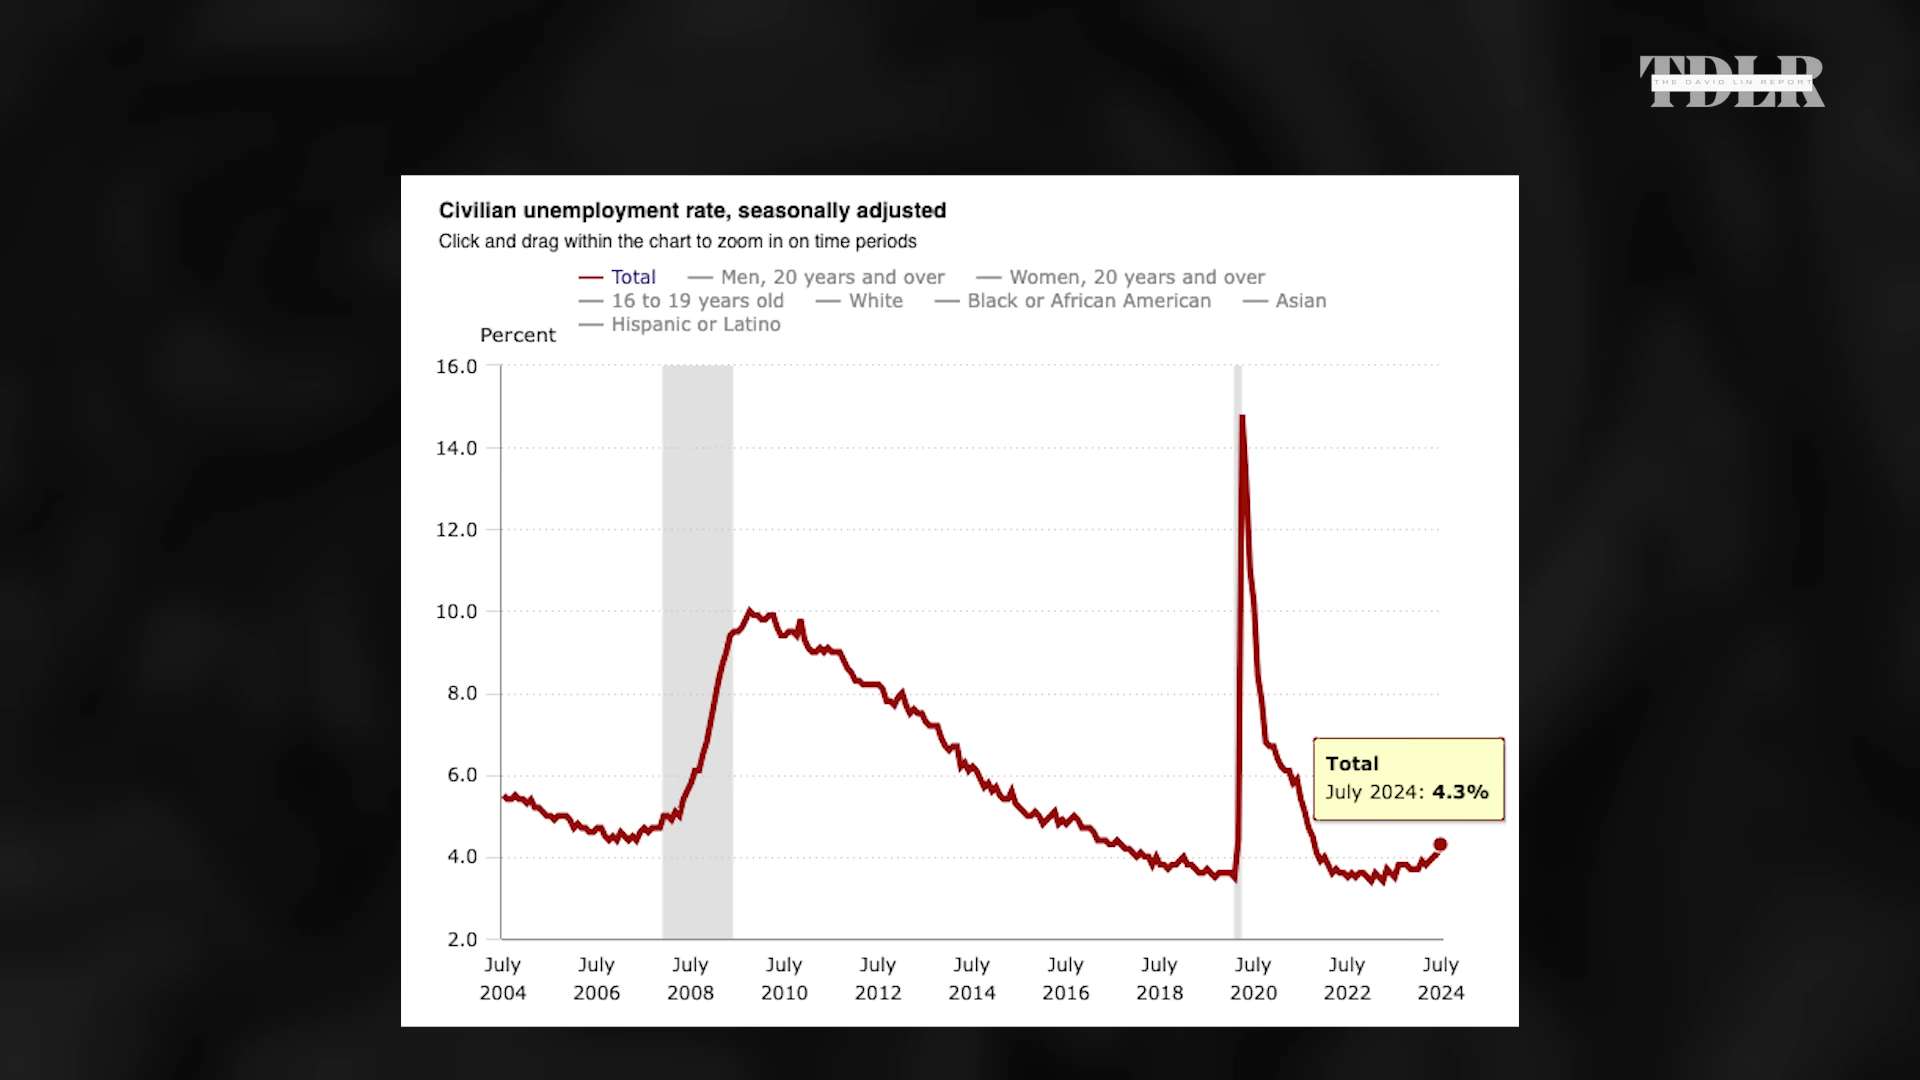 TDLR
THE DAVID LIN REPORT
Civilian unemployment rate, seasonally adjusted
Click and drag within the chart to zoom in on time periods
Total Men, 20 years and over Women, 20 years and over
16 to 19 years old White Black or African American Asian
Hispanic or Latino
Percent
16.0
14.0
12.0
10.0
8.0
6.0
4.0
2.0
Total
July 2024: 4.3%
July July July July July July July July July July July
2004 2006 2008 2010 2012 2014 2016 2018 2020 2022 2024